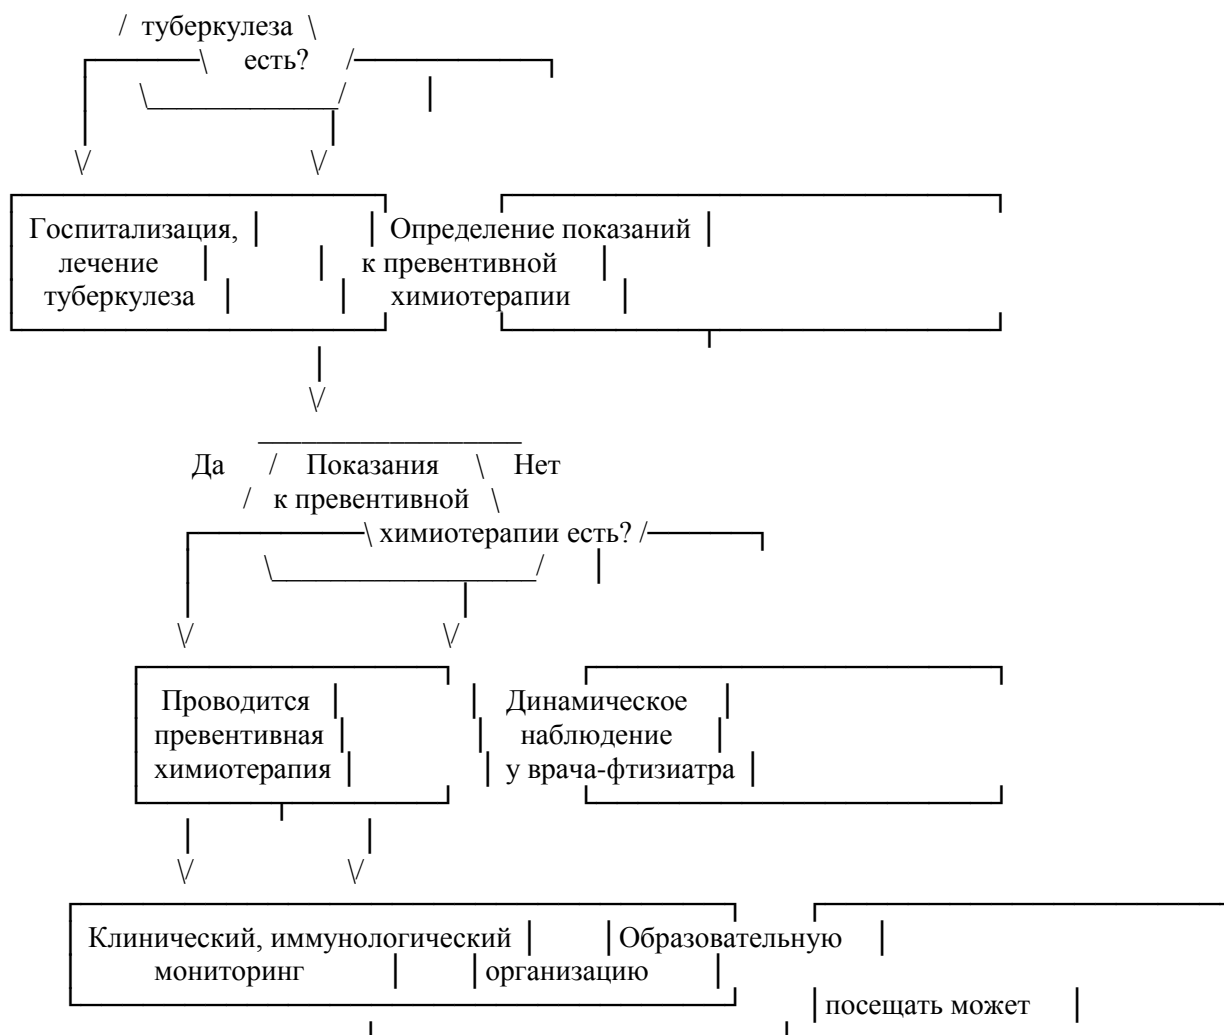 туберкулеза
есть?
Госпитализация, Определение показаний
лечение к превентивной
туберкулеза химиотерапии
Да Показания Нет
к превентивной
химиотерапии есть?
Проводится Динамическое
превентивная наблюдение
химиотерапия у врача-фтизиатра
Клинический, иммунологический Образовательную
мониторинг организацию
посещать может